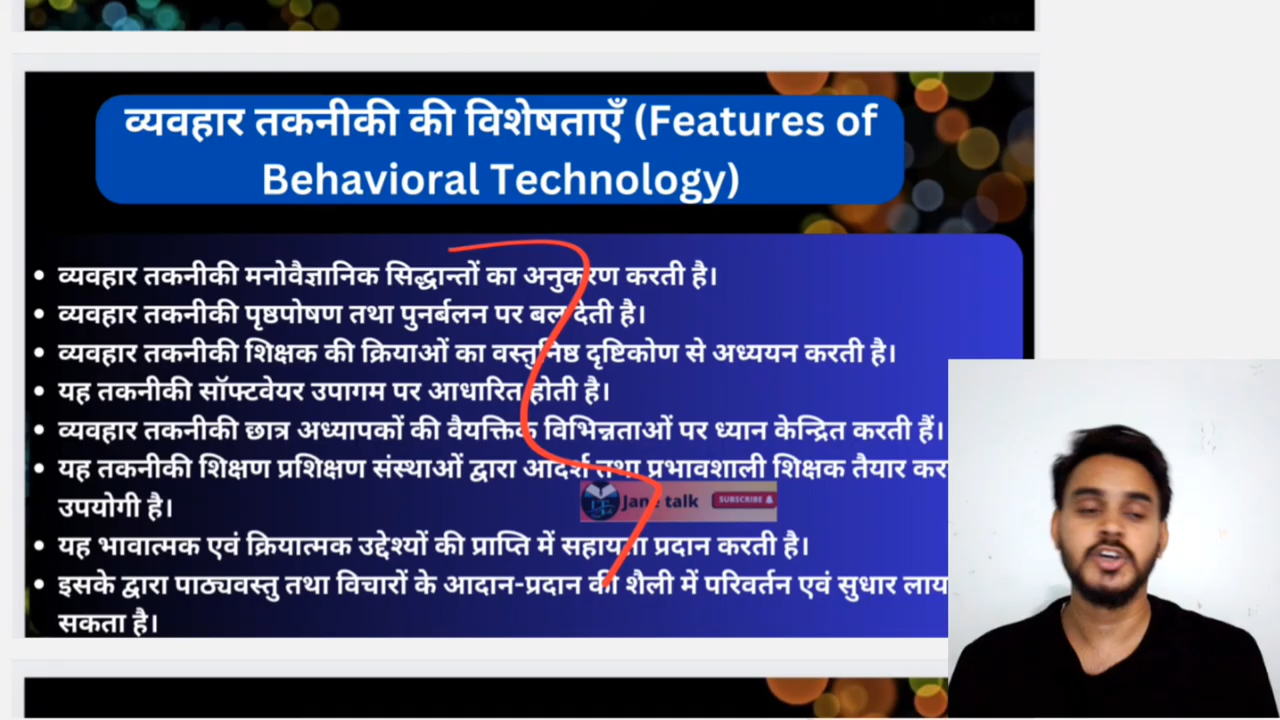 व्यवहार तकनीकी की विशेषताएँ (Features of
Behavioral Technology)
व्यवहार तकनीकी मनोवैज्ञानिक सिद्धान्तों का अनुकरण करती है।
व्यवहार तकनीकी पृष्ठपोषण तथा पुनर्बलन पर बल देती है।
व्यवहार तकनीकी शिक्षक की क्रियाओं का वस्तुनिष्ठ दृष्टिकोण से अध्ययन करती है।
यह तकनीकी सॉफ्टवेयर उपागम पर आधारित होती है।
व्यवहार तकनीकी छात्र अध्यापकों की वैयक्तिक विभिन्नताओं पर ध्यान केन्द्रित करती हैं।
यह तकनीकी शिक्षण प्रशिक्षण संस्थाओं द्वारा आदर्श तथा प्रभावशाली शिक्षक तैयार
उपयोगी है।
talk SUBSCRIBE
यह भावात्मक एवं क्रियात्मक उद्देश्यों की प्राप्ति में सहायता प्रदान करती है।
इसके द्वारा पाठ्यवस्तु तथा विचारों के आदान-प्रदान की शैली में परिवर्तन एवं सुधार
सकता है।